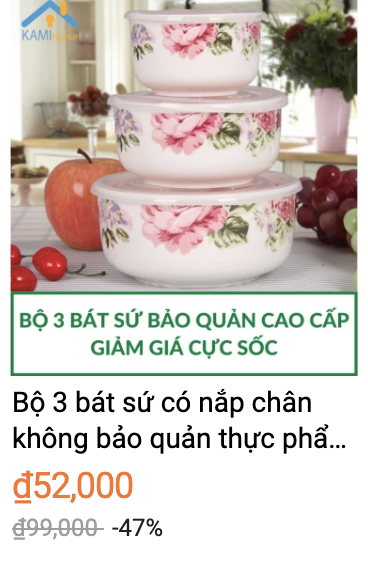 KAMI Home
BỘ 3 BÁT SỨ BẢO QUẢN CAO CẤP
GIẢM GIÁ CỰC SỐC
Bộ 3 bát sứ có nắp chân
không bảo quản thực phẩ...
₫52,000
₫99,000 -47%